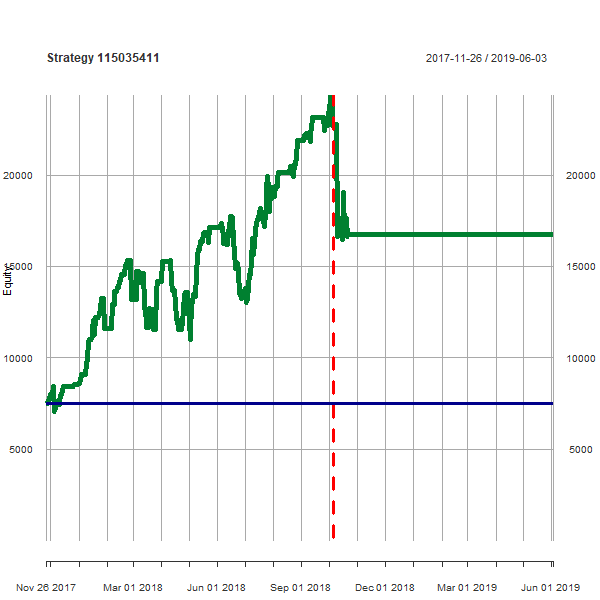 Strategy 115035411
2017-11-26 / 2019-06-03
20000
20000
15000
15000
Equity
10000
10000
5000
5000
Nov 26 2017
Mar 01 2018
Jun 01 2018
Sep 01 2018
Dec 01 2018
Mar 01 2019
Jun 01 2019